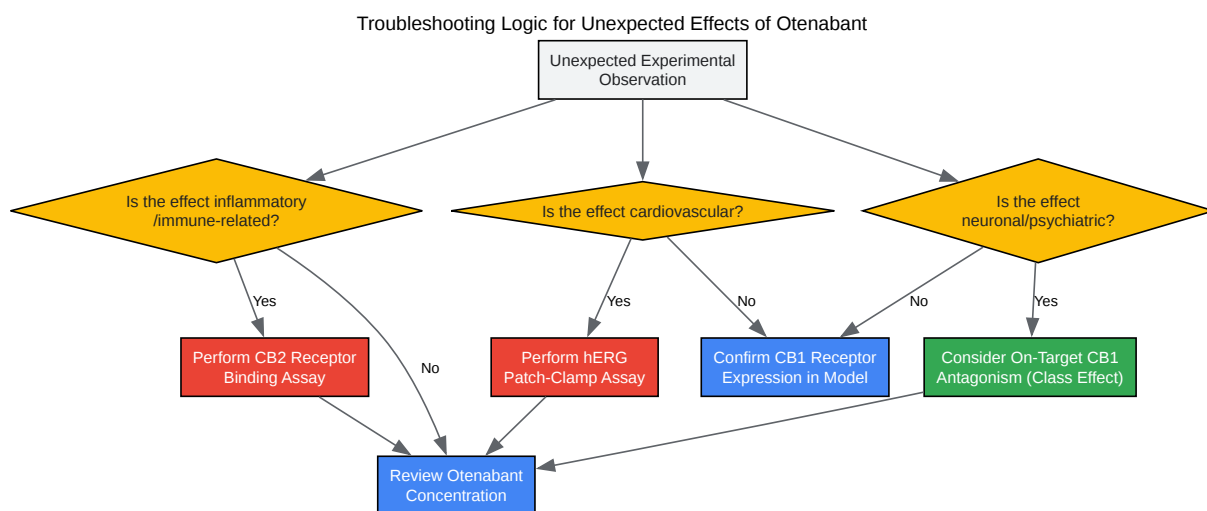 Troubleshooting Logic for Unexpected Effects of Otenabant
Unexpected Experimental
Observation
Is the effect inflammatory
/immune-related?
Is the effect cardiovascular?
Is the effect
neuronal/psychiatric?
Yes
Yes
No
No
Yes
Perform CB2 Receptor
Binding Assay
No
Perform hERG
Patch-Clamp Assay
Confirm CB1 Receptor
Expression in Model
Consider On-Target CB1
Antagonism (Class Effect)
Review Otenabant
Concentration